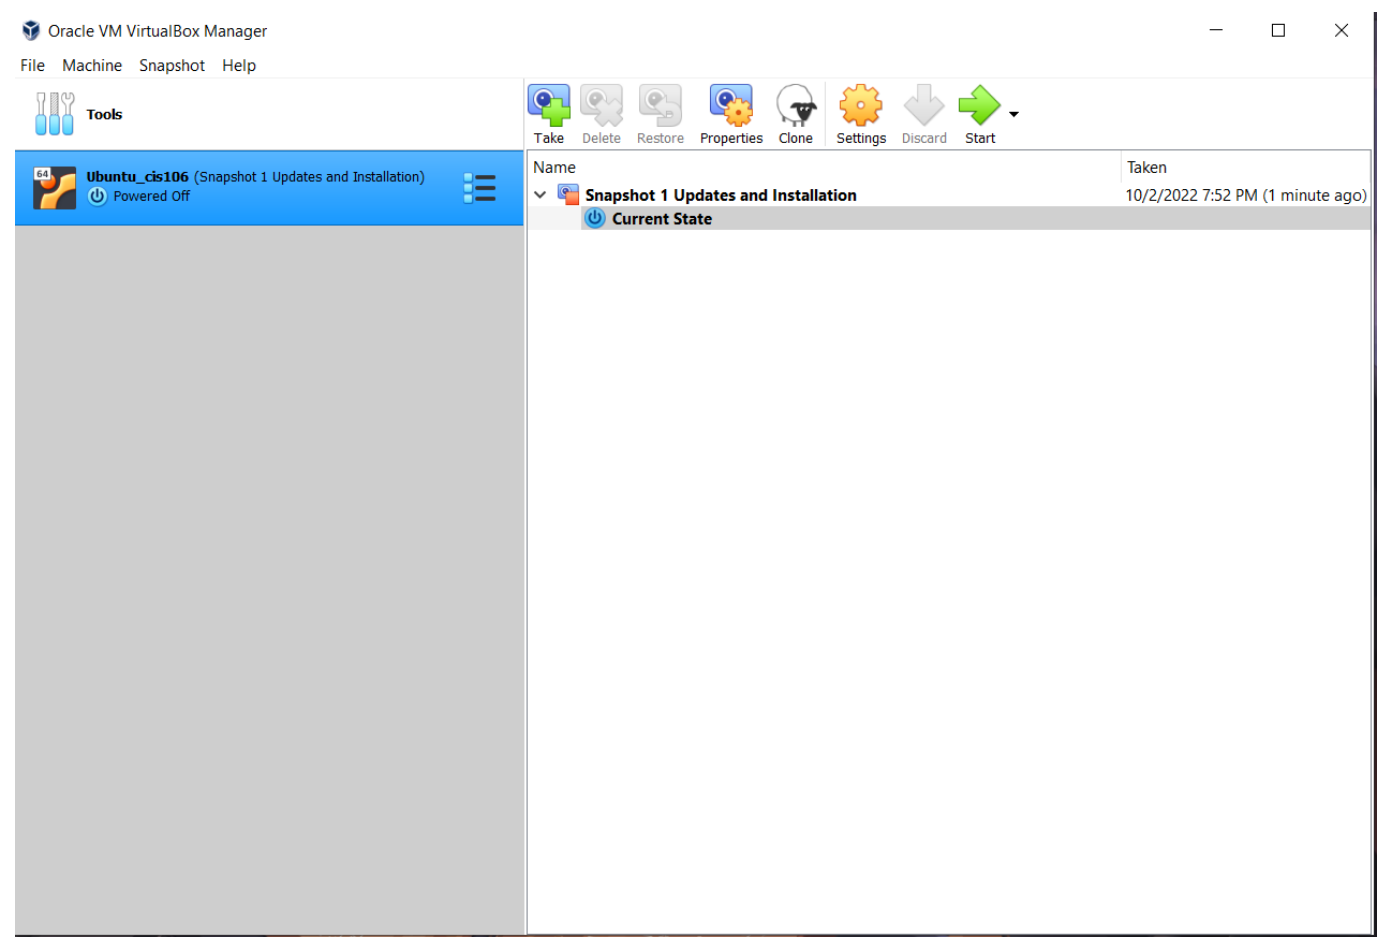 Oracle VM VirtualBox Manager
File Machine Snapshot Help
Tools
Take Delete Restore Properties Clone Settings Discard Start
64
Ubuntu_cis106 (Snapshot 1 Updates and Installation)
Powered Off
Name Taken
Snapshot 1 Updates and Installation 10/2/2022 7:52 PM (1 minute ago)
Current State